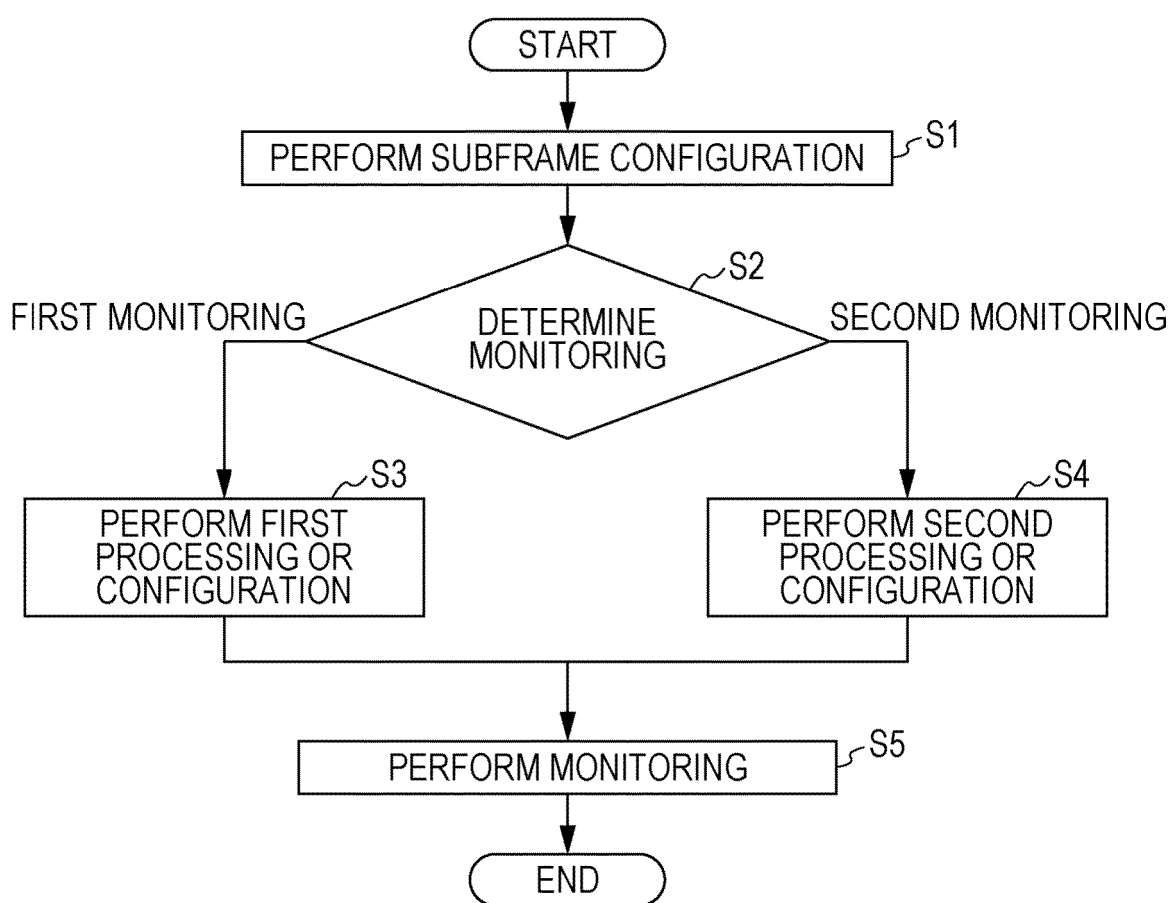 START
PERFORM SUBFRAME CONFIGURATION
S1
S2
FIRST MONITORING
DETERMINE
MONITORING
SECOND MONITORING
S3
PERFORM FIRST
PROCESSING OR
CONFIGURATION
S4
PERFORM SECOND
PROCESSING OR
CONFIGURATION
PERFORM MONITORING
S5
END